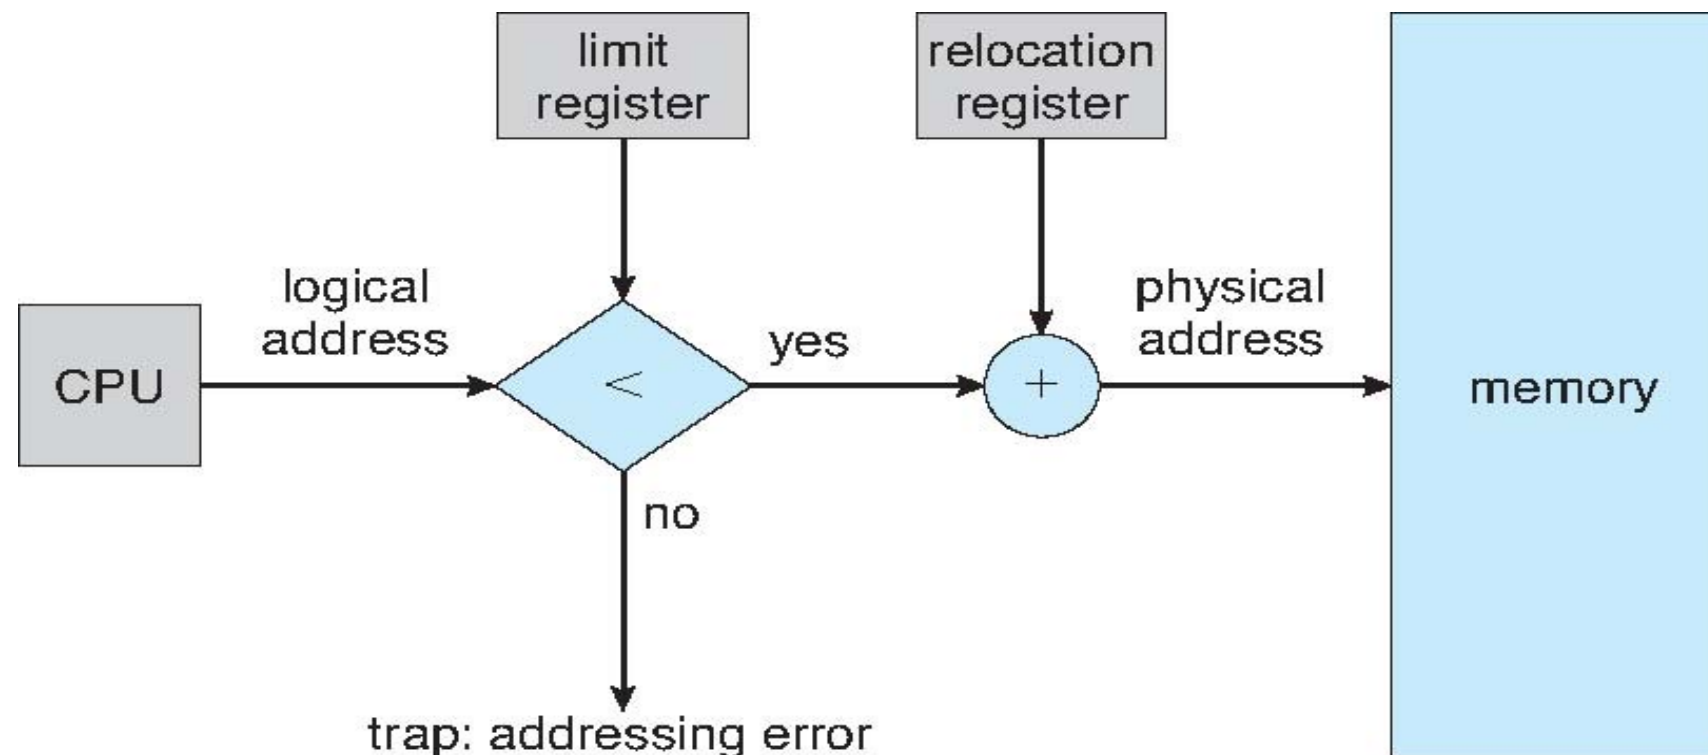 limit
register
relocation
register
logical
address
physical
address
CPU
<
yes
+
memory
no
trap: addressing error